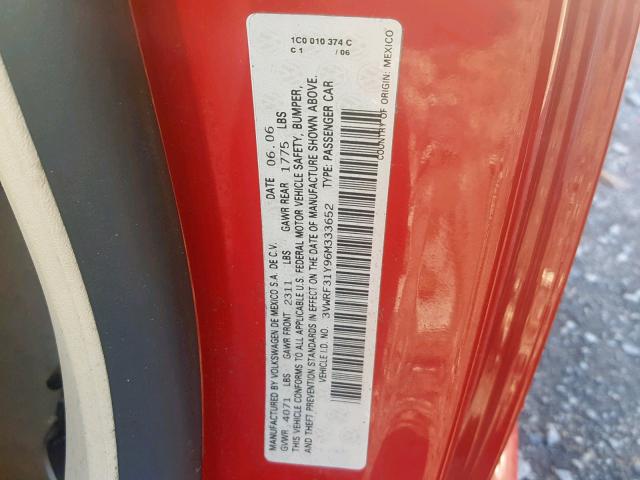 1C0 010 374 C
C 1 / 06
MANUFACTURED BY VOLKSWAGEN DE MEXICO S.A. DE C.V. DATE 06.06
GVWR 4071 LBS GAWR FRONT 2311 LBS GAWR REAR 1775 LBS
THIS VEHICLE CONFORMS TO ALL APPLICABLE U.S. FEDERAL MOTOR VEHICLE SAFETY, BUMPER,
AND THEFT PREVENTION STANDARDS IN EFFECT ON THE DATE OF MANUFACTURE SHOWN ABOVE.
VEHICLE I.D. NO. 3VWRF31Y96M333652 TYPE: PASSENGER CAR
COUNTRY OF ORIGIN: MEXICO